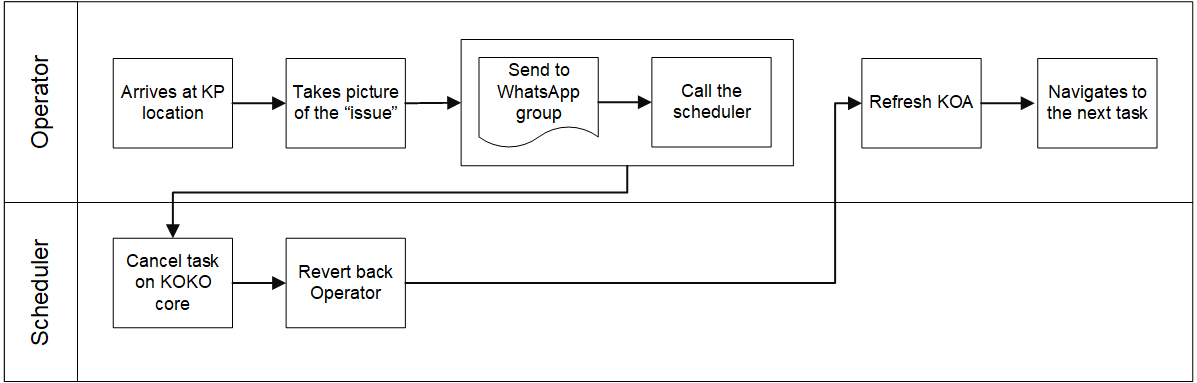 Operator
Arrives at KP
location
Takes picture
of the “issue”
Send to
WhatsApp
group
Call the
scheduler
Refresh KOA
Navigates to
the next task
Scheduler
Cancel task
on KOKO
core
Revert back
Operator